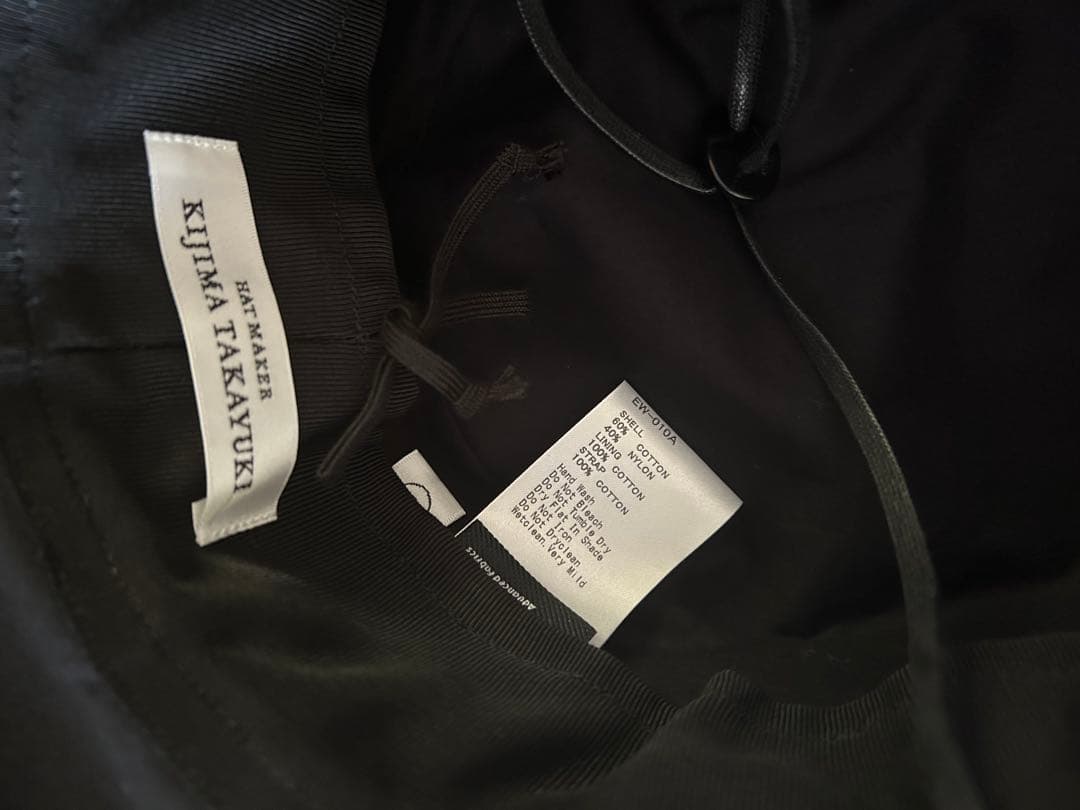 HAT MAKER
KIJIMA TAKAYUKI
EW-010A
SHELL
60% COTTON
40% NYLON
LINING
100% COTTON
STRAP
100% COTTON
Hand Wash
Do Not Bleach
Do Not Tumble Dry
Dry Flat In Shade
Do Not Iron
Do Not Dryclean
Wetclean.Very Mild
Advanced Fabrics